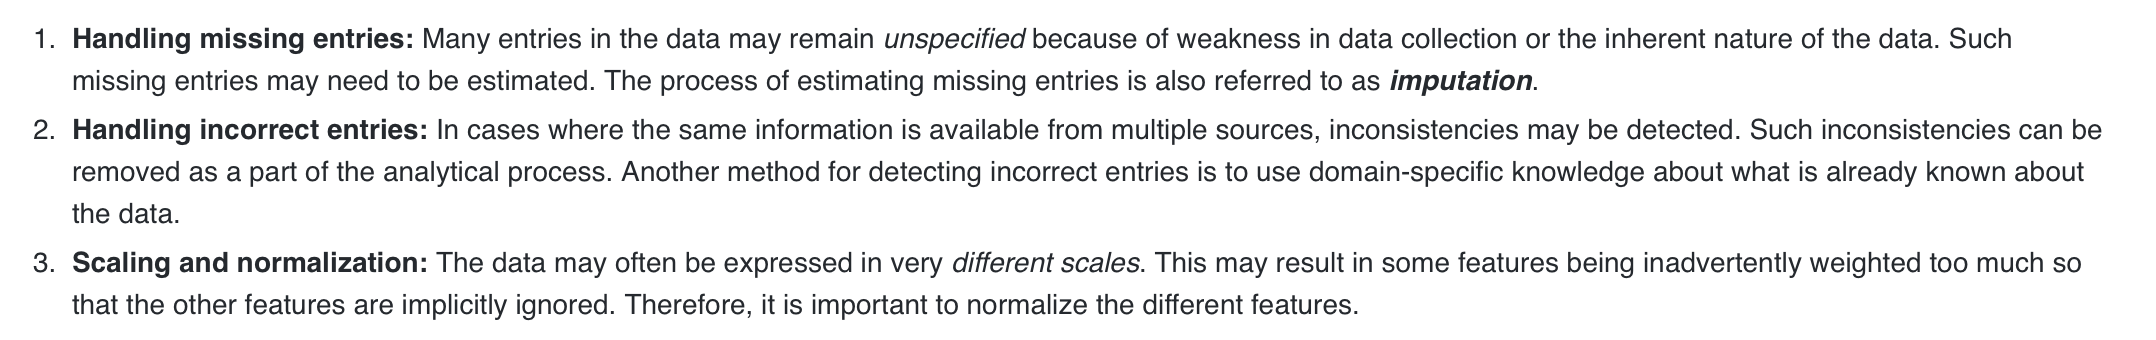 1. Handling missing entries: Many entries in the data may remain unspecified because of weakness in data collection or the inherent nature of the data. Such
missing entries may need to be estimated. The process of estimating missing entries is also referred to as imputation.
2. Handling incorrect entries: In cases where the same information is available from multiple sources, inconsistencies may be detected. Such inconsistencies can be
removed as a part of the analytical process. Another method for detecting incorrect entries is to use domain-specific knowledge about what is already known about
the data.
3. Scaling and normalization: The data may often be expressed in very different scales. This may result in some features being inadvertently weighted too much so
that the other features are implicitly ignored. Therefore, it is important to normalize the different features.